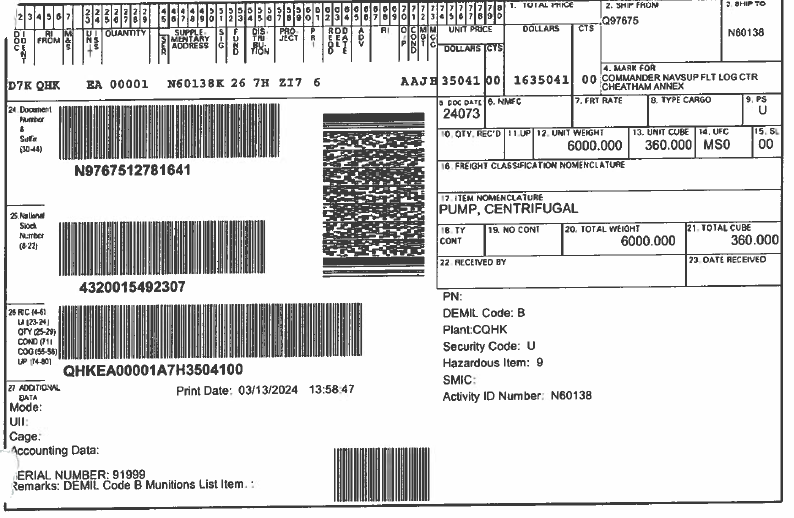 1. TOTAL PRICE
2. SHIP FROM
3. SHIP TO
Q97675
N60138
DOCIDENT
RI FROM
M&S
UNIT
QUANTITY
SER
SUPPLEMENTARY ADDRESS
SIG
FUND
DISTRIBUTION
PROJECT
PRI
ADV
RI
O/P
COND
MGT
UNIT PRICE
DOLLARS
CTS
DOLLARS
CTS
D7K QHK EA 00001 N60138K 26 7H ZI7 6 AAJB 35041 00 1635041 00
4. MARK FOR
COMMANDER NAVSUP FLT LOG CTR
CHEATHAM ANNEX
5 DOC DATE
24073
6. NMFC
7. FRT RATE
8. TYPE CARGO
9. PS
U
10. QTY. REC'D
11.UP
12. UNIT WEIGHT
6000.000
13. UNIT CUBE
360.000
14. UFC
MS0
15. SL
00
16. FREIGHT CLASSIFICATION NOMENCLATURE
17. ITEM NOMENCLATURE
PUMP, CENTRIFUGAL
18. TY
CONT
19. NO CONT
20. TOTAL WEIGHT
6000.000
21. TOTAL CUBE
360.000
22. RECEIVED BY
23. DATE RECEIVED
24 Document
Number
&
Suffix
(30-44)
N9767512781641
25 National
Stock
Number
(8-22)
4320015492307
26 RIC (4-6)
UI (23-24)
QTY (25-29)
COND (71)
COG (55-56)
UP (74-80)
QHKEA00001A7H3504100
PN:
DEMIL Code: B
Plant:CQHK
Security Code: U
Hazardous Item: 9
SMIC:
Activity ID Number: N60138
27 ADDITIONAL
DATA
Print Date: 03/13/2024 13:58:47
Mode:
UII:
Cage:
Accounting Data:
SERIAL NUMBER: 91999
Remarks: DEMIL Code B Munitions List Item. :